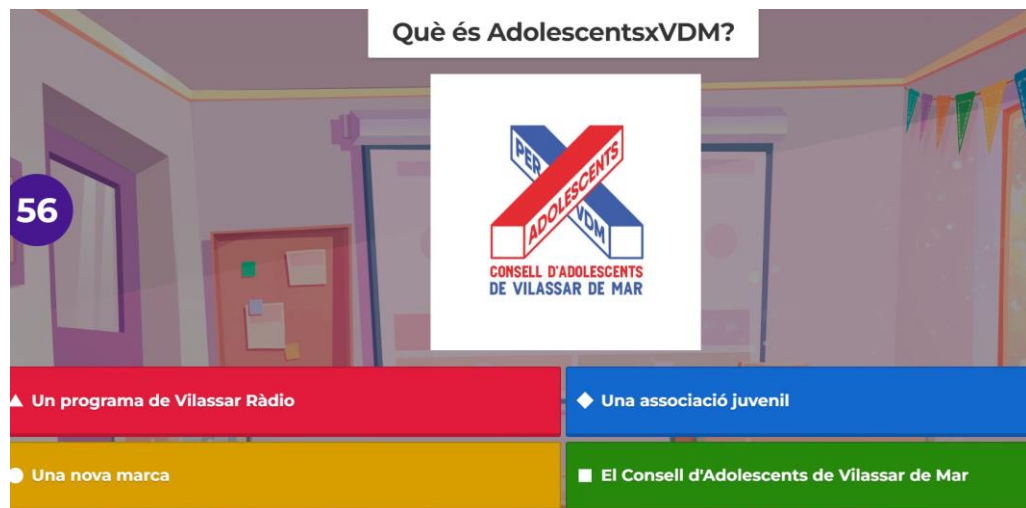 Què és AdolescentsxVDM?
PER
ADOLESCENTS
VDM
CONSELL D'ADOLESCENTS
DE VILASSAR DE MAR
56
Un programa de Vilassar Ràdio
Una associació juvenil
Una nova marca
El Consell d'Adolescents de Vilassar de Mar